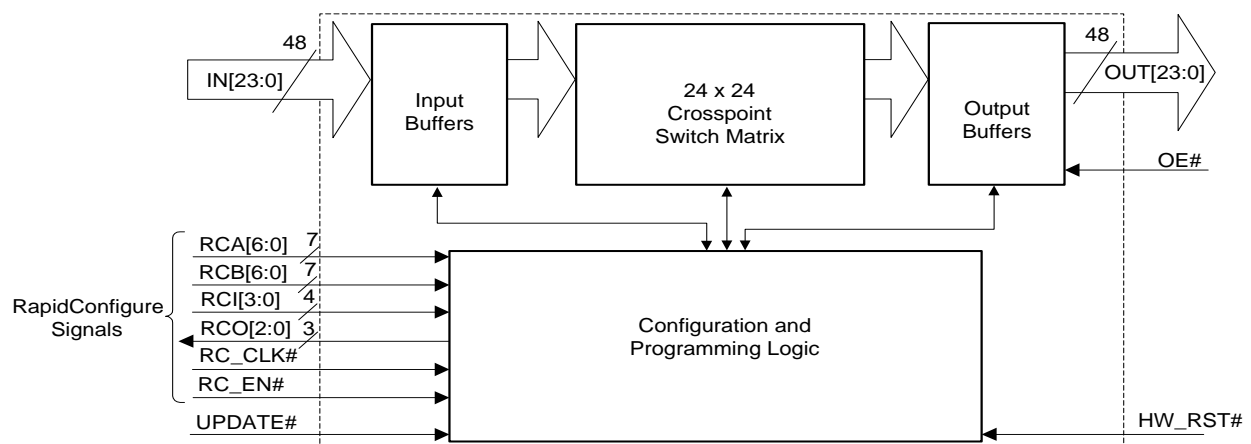 48
IN[23:0]
Input
Buffers
24 x 24
Crosspoint
Switch Matrix
Output
Buffers
48
OUT[23:0]
OE#
RapidConfigure
Signals
RCA[6:0] 7
RCB[6:0] 7
RCI[3:0] 4
RCO[2:0] 3
RC_CLK#
RC_EN#
UPDATE#
Configuration and
Programming Logic
HW_RST#